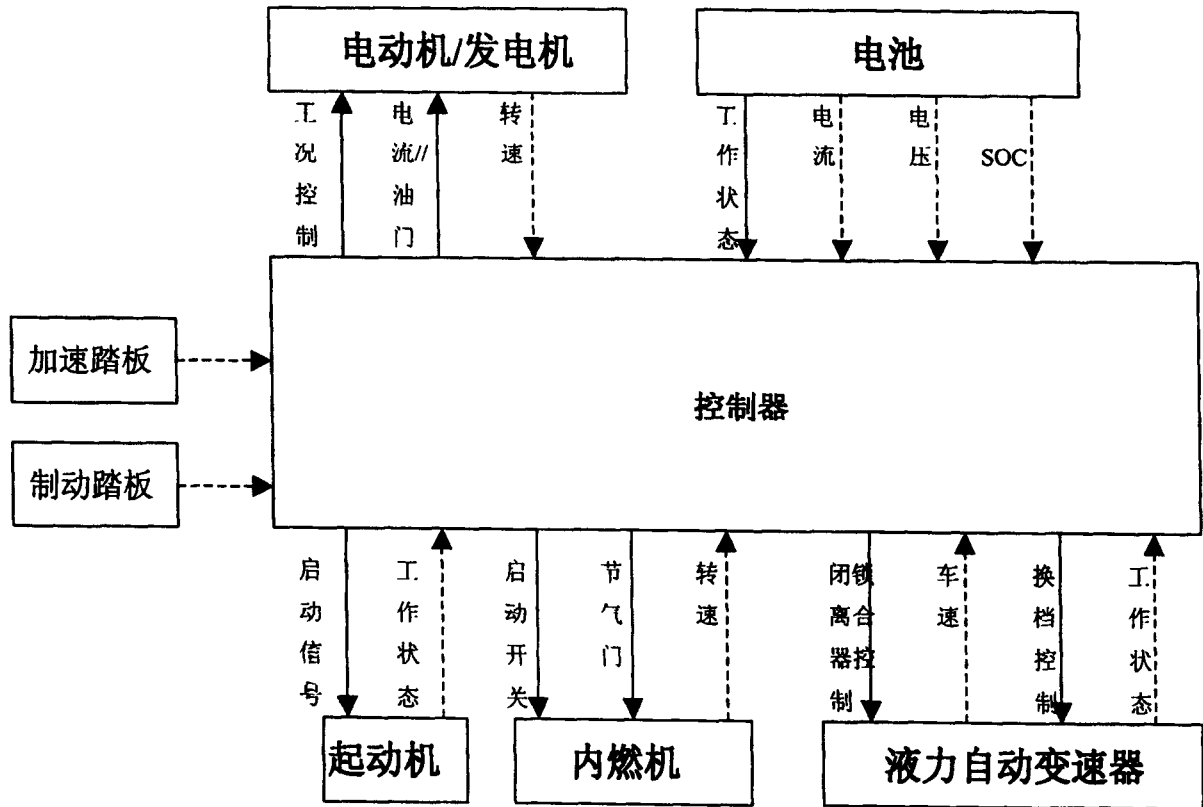 电动机/发电机
电池
工况控制
电流//油门
转速
工作状态
电流
电压
SOC
加速踏板
控制器
制动踏板
启动信号
工作状态
启动开关
节气门
转速
闭锁离合器控制
车速
换档控制
工作状态
起动机
内燃机
液力自动变速器